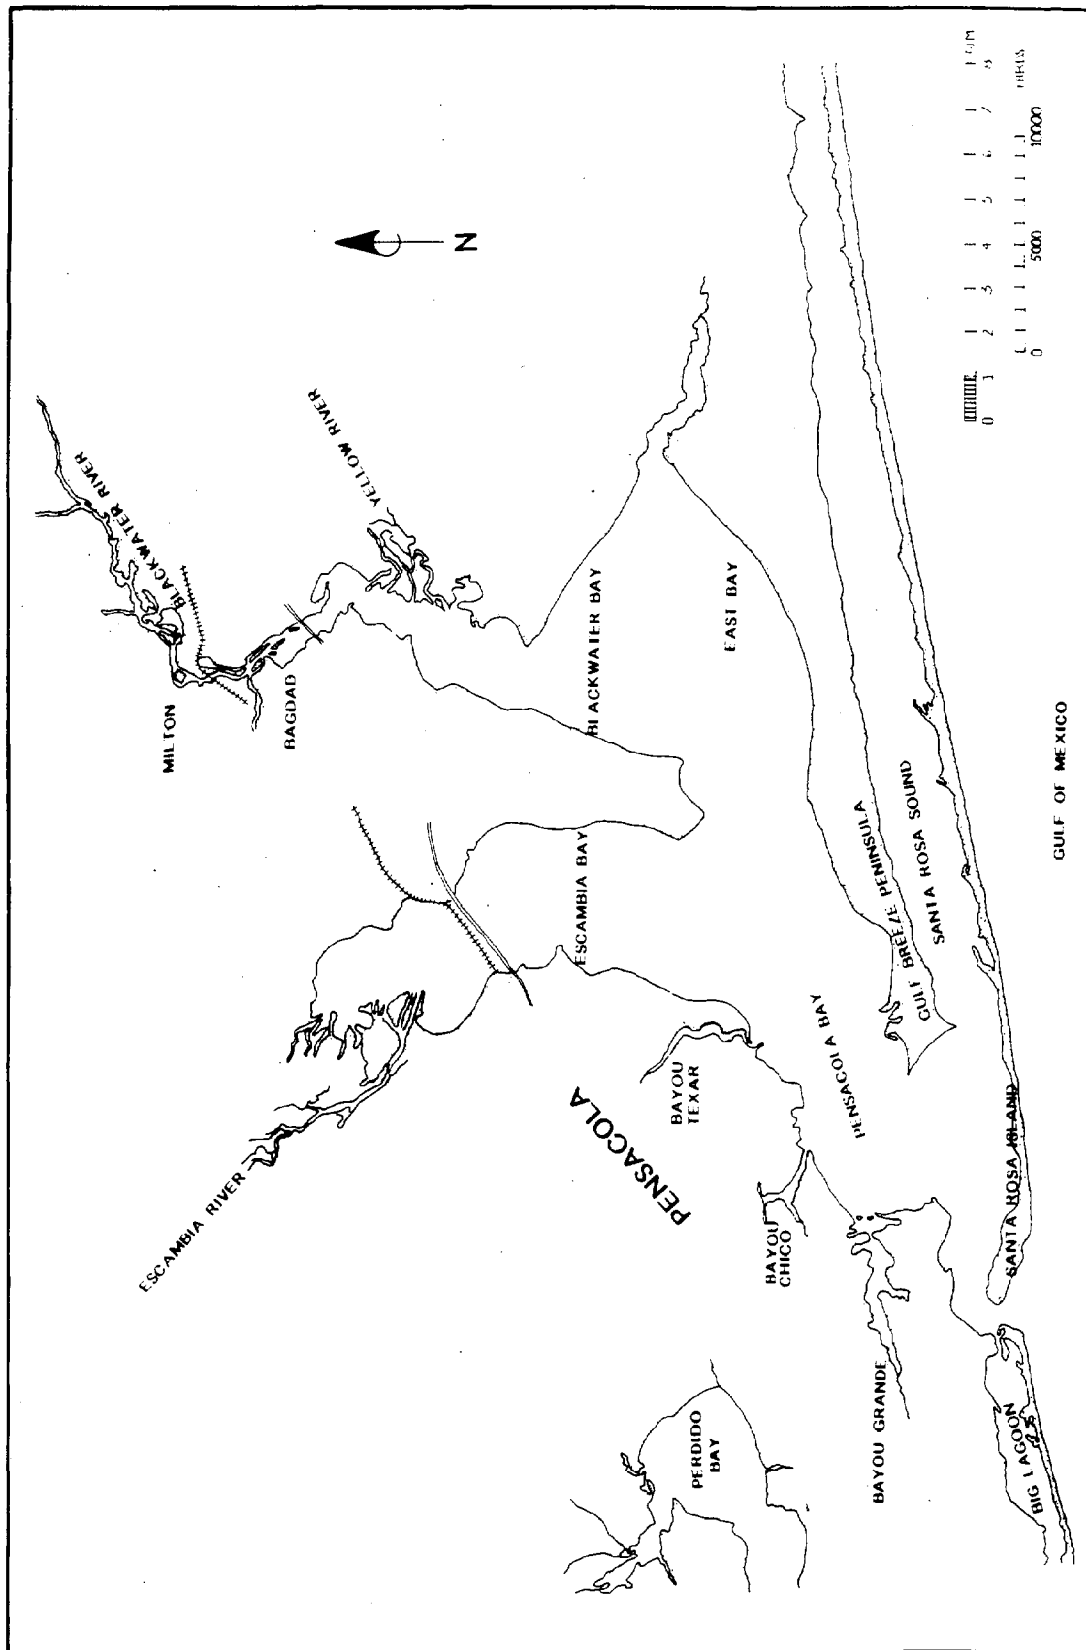 BLACKWATER RIVER
YELLOW RIVER
MILTON
BAGDAD
N
ESCAMBIA RIVER
ESCAMBIA BAY
BLACKWATER BAY
EAST BAY
PENSACOLA
BAYOU
TEXAR
PENSACOLA BAY
BAYOU
CHICO
GULF BREEZE PENINSULA
SANTA ROSA SOUND
SANTA ROSA ISLAND
PERDIDO
BAY
BAYOU GRANDE
BIG LAGOON
GULF OF MEXICO
0 1 2 3 4 5 6 7 8
0 5000 10000